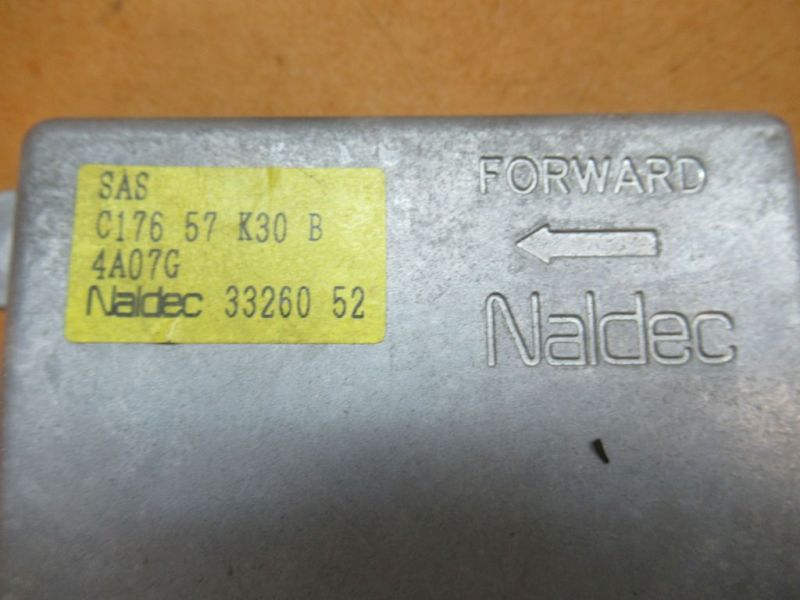 SAS
C176 57 K30 B
4A07G
Naldec 33260 52
FORWARD
Naldec